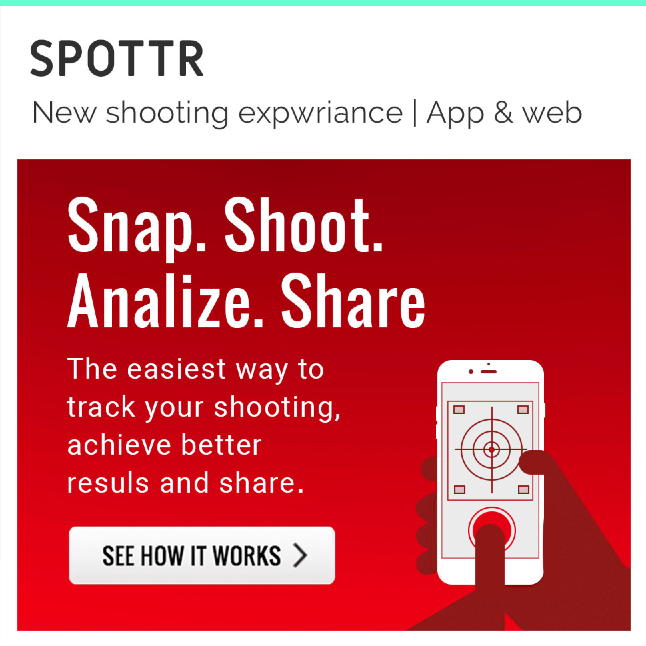 SPOTTR
New shooting expwriance | App & web
Snap. Shoot.
Analize. Share
The easiest way to
track your shooting,
achieve better
resuls and share.
SEE HOW IT WORKS >